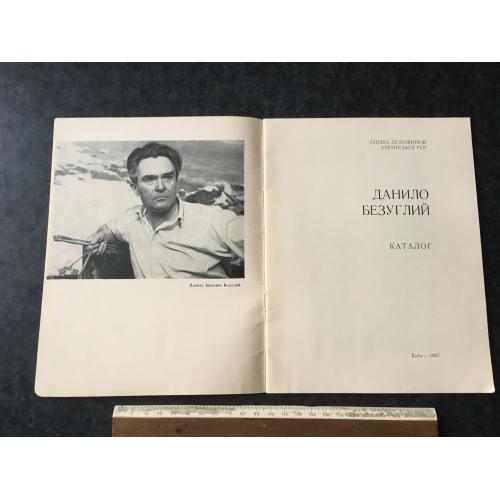 Данило Іванович Безуглий.
СПІЛКА ХУДОЖНИКІВ
УКРАЇНСЬКОЇ РСР
ДАНИЛО
БЕЗУГЛИЙ
КАТАЛОГ
Київ — 1967